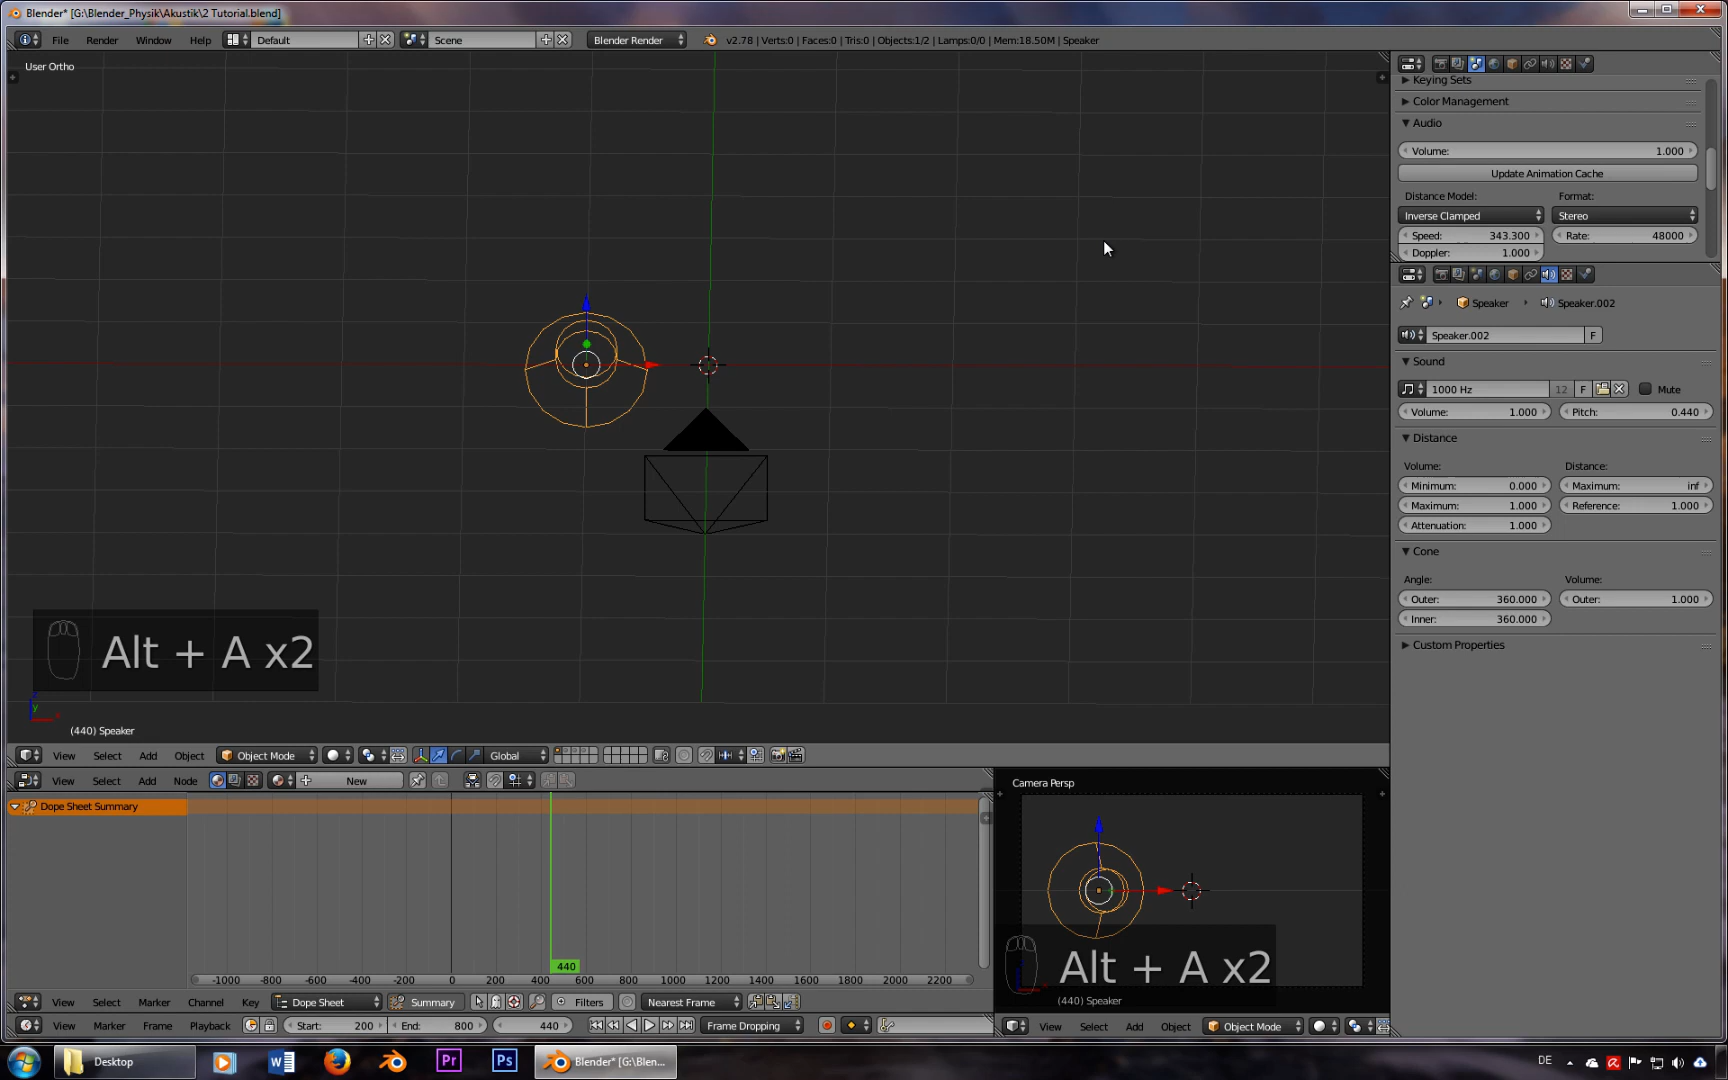 Blender* [G:\Blender_Physik\Akustik\2 Tutorial.blend]
File Render Window Help Default Scene Blender Render v2.78 | Verts:0 | Faces:0 | Tris:0 | Objects:1/2 | Lamps:0/0 | Mem:18.50M | Speaker
User Ortho
Keying Sets
Color Management
Audio
Volume: 1.000
Update Animation Cache
Distance Model: Format:
Inverse Clamped Stereo
Speed: 343.300 Rate: 48000
Doppler: 1.000
Speaker Speaker.002
Speaker.002 F
Sound
1000 Hz 12 F Mute
Volume: 1.000 Pitch: 0.440
Distance
Volume: Distance:
Minimum: 0.000 Maximum: inf
Maximum: 1.000 Reference: 1.000
Attenuation: 1.000
Cone
Angle: Volume:
Outer: 360.000 Outer: 1.000
Inner: 360.000
Custom Properties
Alt + A x2
z
y
x
(440) Speaker
View Select Add Object Object Mode Global
View Select Add Node New
Dope Sheet Summary
440
-1000 -800 -600 -400 -200 0 200 400 600 800 1000 1200 1400 1600 1800 2000 2200
View Select Marker Channel Key Dope Sheet Summary Filters Nearest Frame
View Marker Frame Playback Start: 200 End: 800 440 Frame Dropping
Camera Persp
Alt + A x2
(440) Speaker
View Select Add Object Object Mode
Desktop W Pr Ps Blender* [G:\Blen... DE